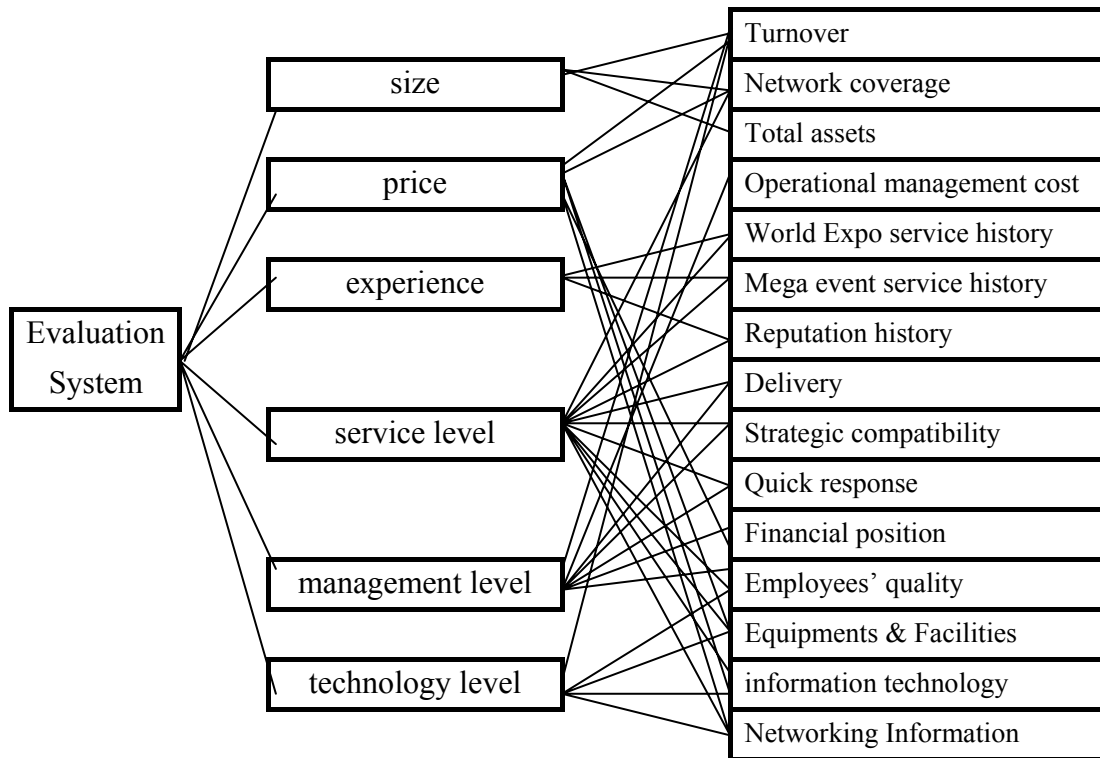 Evaluation
System
size
price
experience
service level
management level
technology level
Turnover
Network coverage
Total assets
Operational management cost
World Expo service history
Mega event service history
Reputation history
Delivery
Strategic compatibility
Quick response
Financial position
Employees’ quality
Equipments & Facilities
information technology
Networking Information